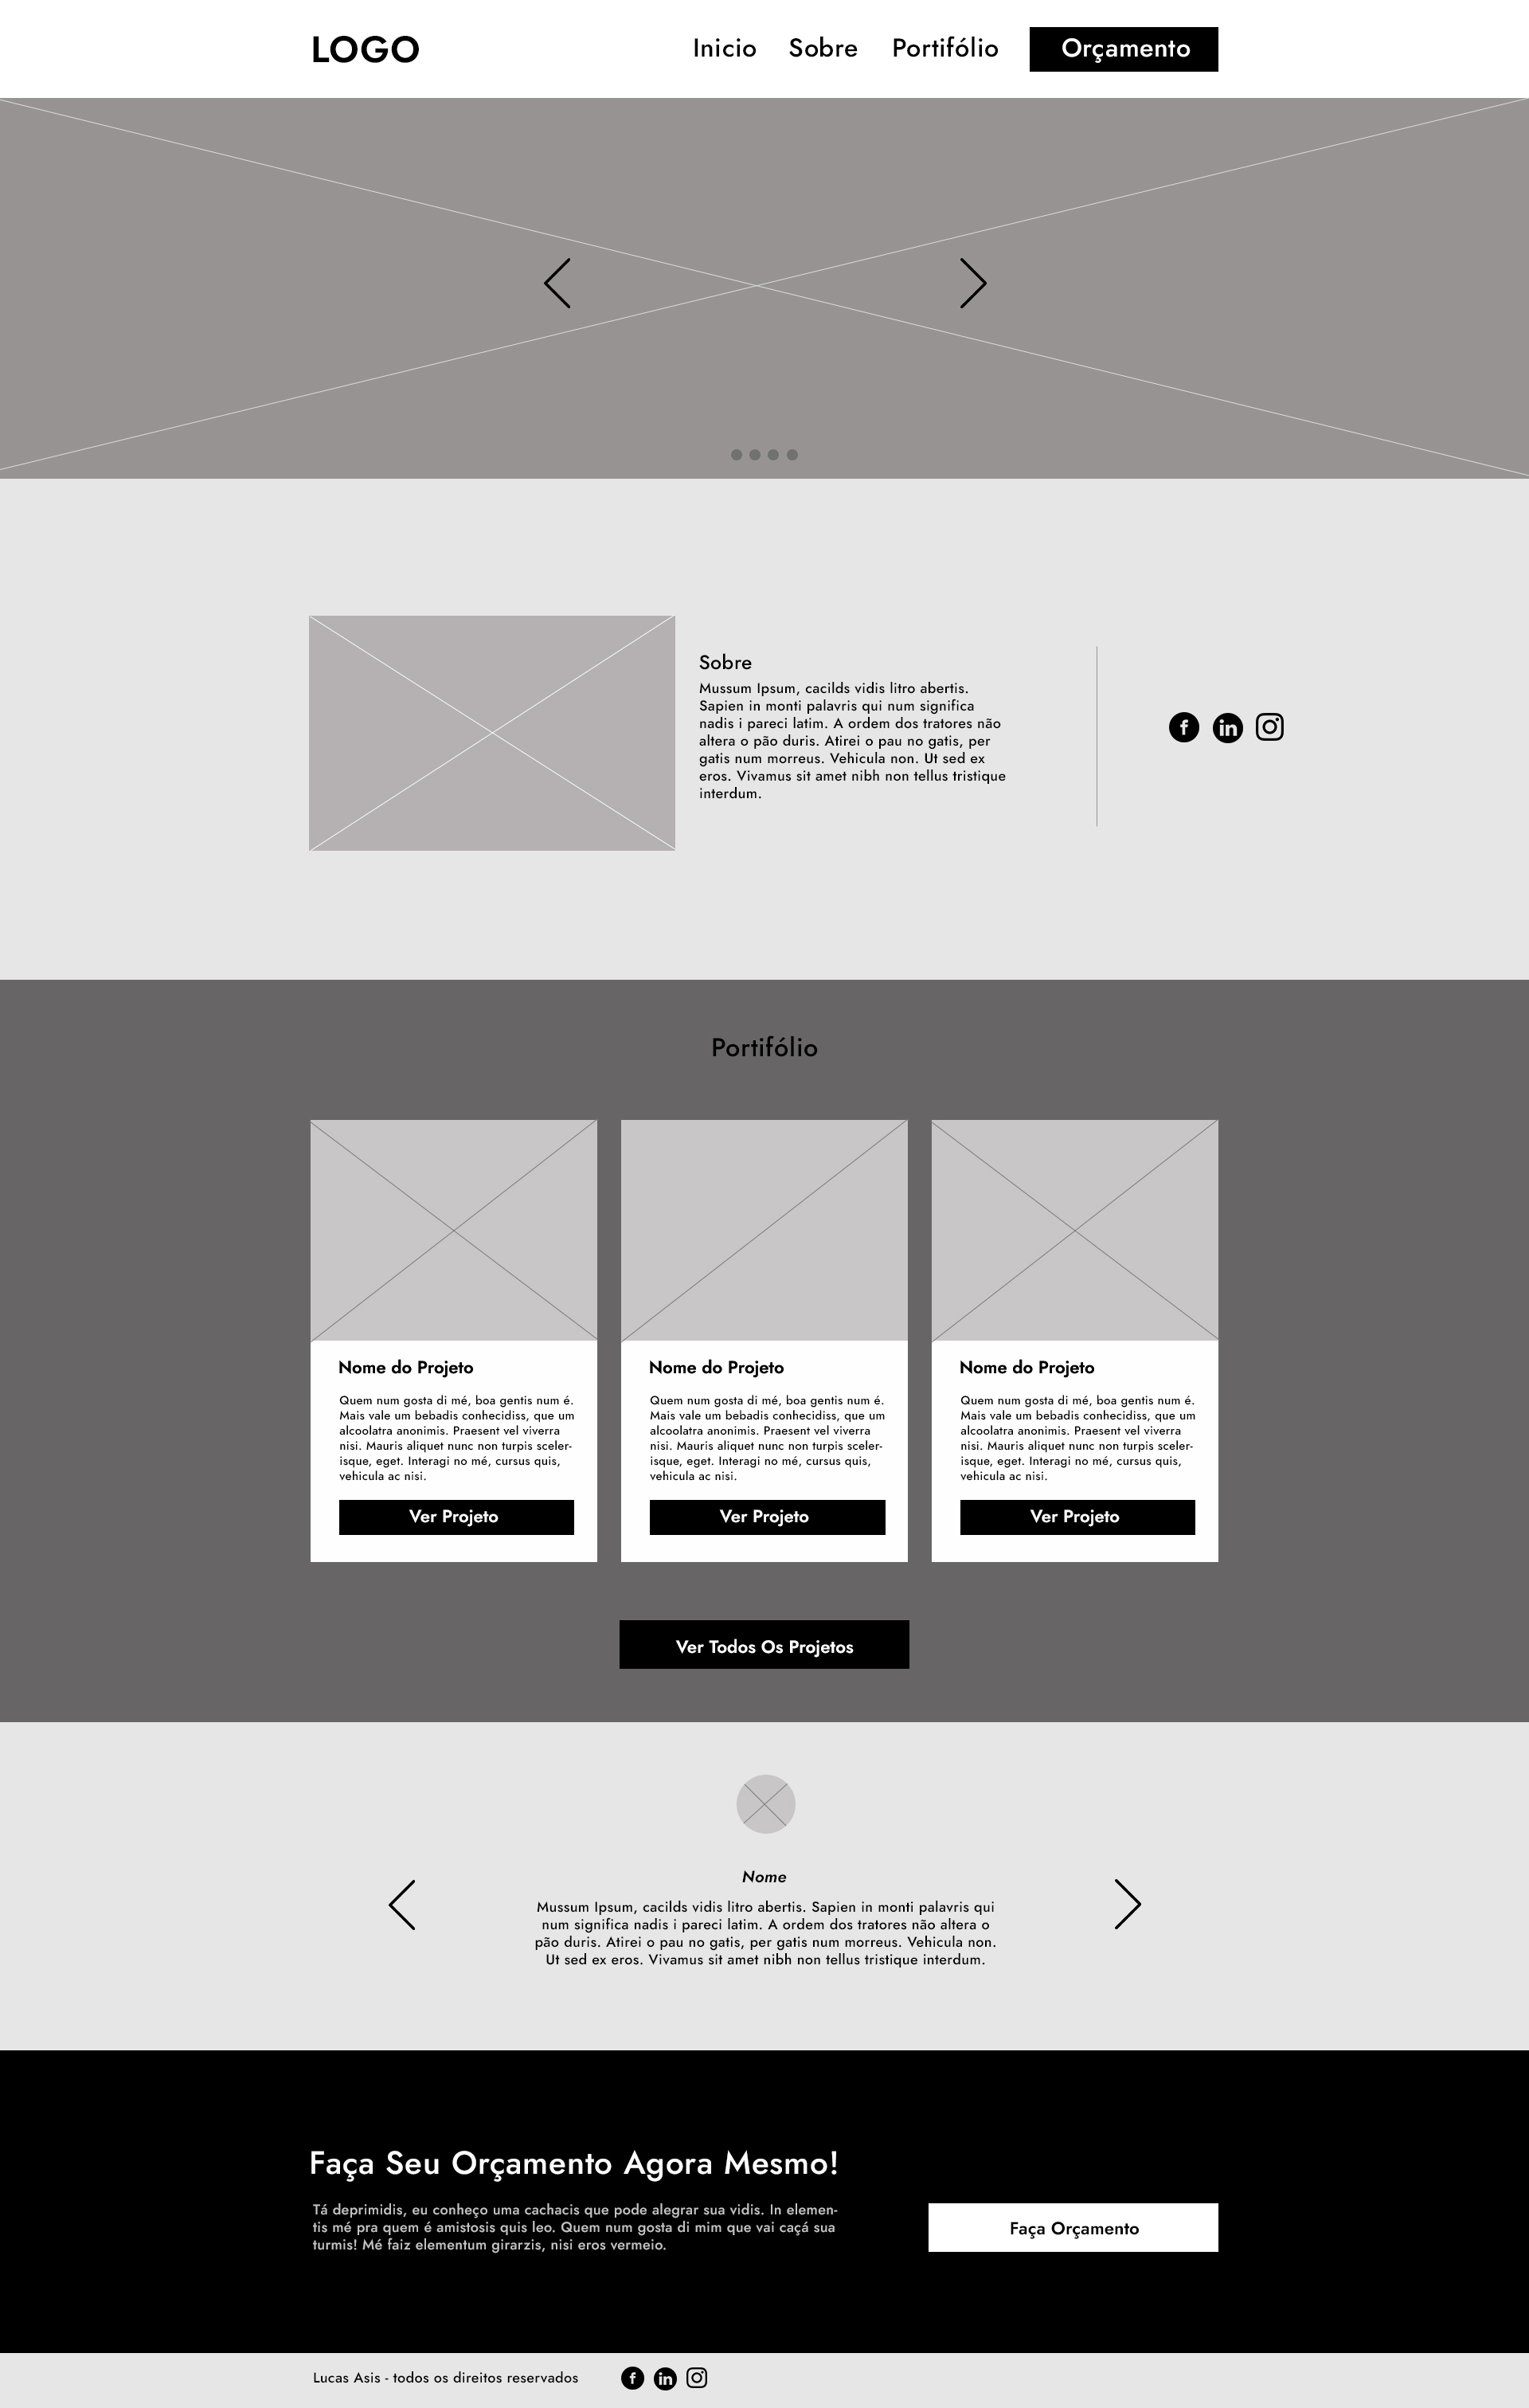 LOGO
Inicio Sobre Portifólio Orçamento
Sobre
Mussum Ipsum, cacilds vidis litro abertis.
Sapien in monti palavris qui num significa
nadis i pareci latim. A ordem dos tratores não
altera o pão duris. Atirei o pau no gatis, per
gatis num morreus. Vehicula non. Ut sed ex
eros. Vivamus sit amet nibh non tellus tristique
interdum.
Portifólio
Nome do Projeto
Quem num gosta di mé, boa gentis num é.
Mais vale um bebadis conhecidiss, que um
alcoolatra anonimis. Praesent vel viverra
nisi. Mauris aliquet nunc non turpis sceler-
isque, eget. Interagi no mé, cursus quis,
vehicula ac nisi.
Ver Projeto
Nome do Projeto
Quem num gosta di mé, boa gentis num é.
Mais vale um bebadis conhecidiss, que um
alcoolatra anonimis. Praesent vel viverra
nisi. Mauris aliquet nunc non turpis sceler-
isque, eget. Interagi no mé, cursus quis,
vehicula ac nisi.
Ver Projeto
Nome do Projeto
Quem num gosta di mé, boa gentis num é.
Mais vale um bebadis conhecidiss, que um
alcoolatra anonimis. Praesent vel viverra
nisi. Mauris aliquet nunc non turpis sceler-
isque, eget. Interagi no mé, cursus quis,
vehicula ac nisi.
Ver Projeto
Ver Todos Os Projetos
Nome
Mussum Ipsum, cacilds vidis litro abertis. Sapien in monti palavris qui
num significa nadis i pareci latim. A ordem dos tratores não altera o
pão duris. Atirei o pau no gatis, per gatis num morreus. Vehicula non.
Ut sed ex eros. Vivamus sit amet nibh non tellus tristique interdum.
Faça Seu Orçamento Agora Mesmo!
Tá deprimidis, eu conheço uma cachacis que pode alegrar sua vidis. In elemen-
tis mé pra quem é amistosis quis leo. Quem num gosta di mim que vai caçá sua
turmis! Mé faiz elementum girarzis, nisi eros vermeio.
Faça Orçamento
Lucas Asis - todos os direitos reservados